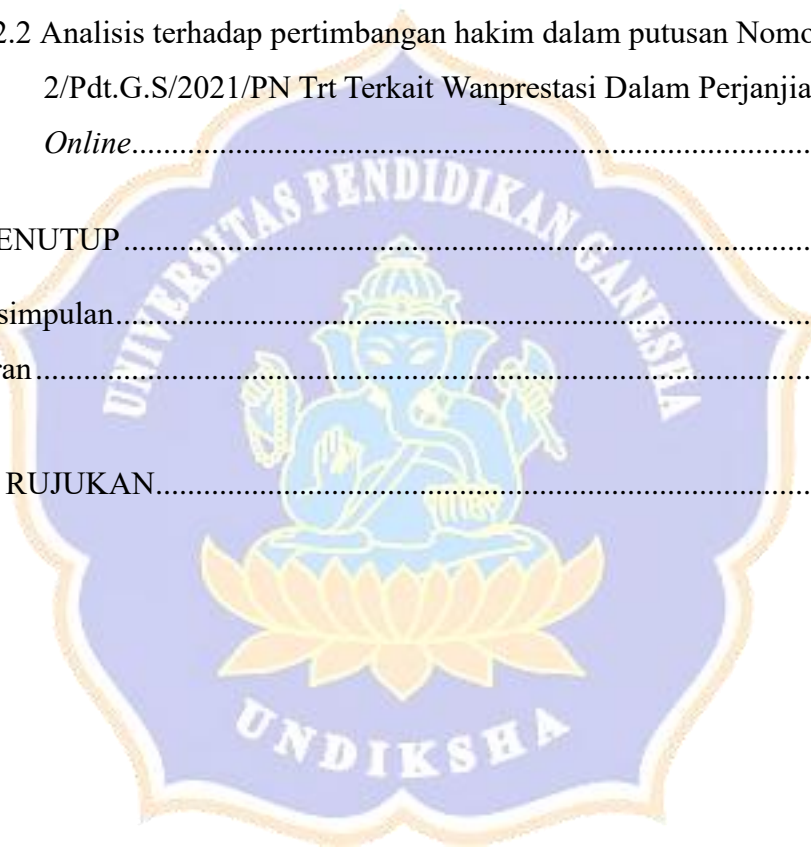 2.2 Analisis terhadap pertimbangan hakim dalam putusan Nomo
2/Pdt.G.S/2021/PN Trt Terkait Wanprestasi Dalam Perjanjia
Online........................................................................................
ENUTUP........................................................................................
simpulan........................................................................................
ran........................................................................................
RUJUKAN........................................................................................
UNIVERSITAS PENDIDIKAN GANESHA
UNDIKSHA